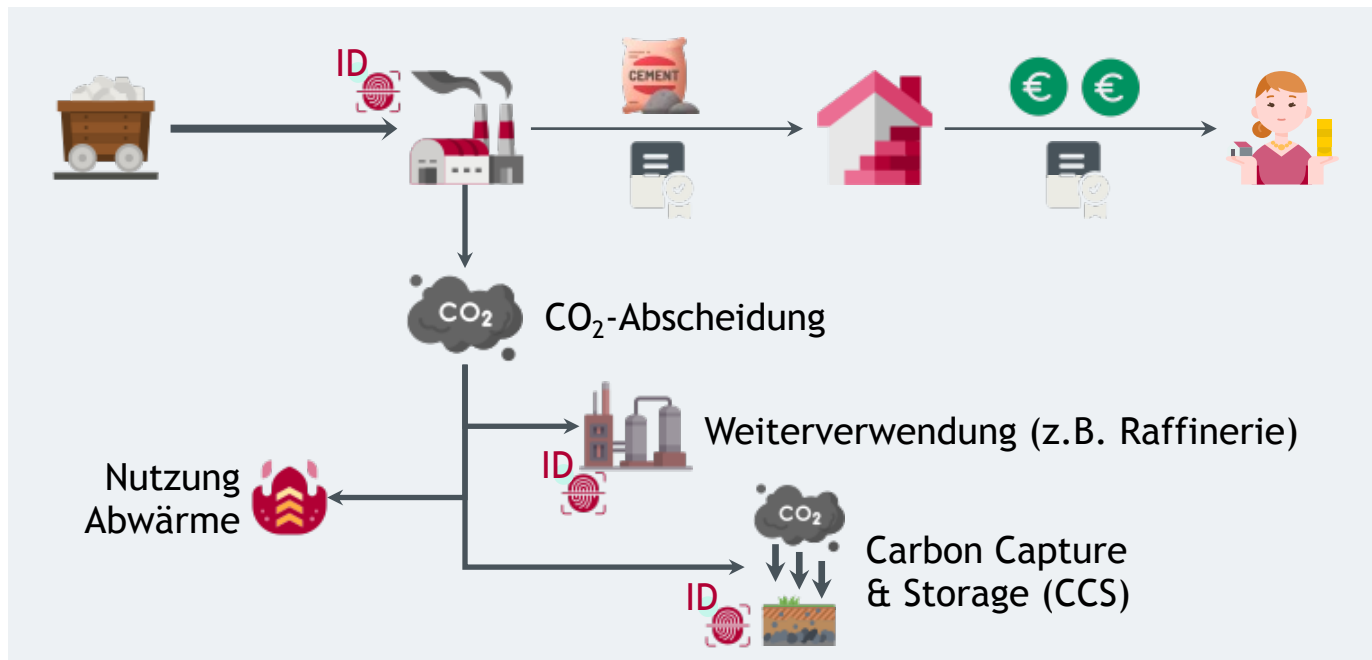 ID
CEMENT
€ €
CO₂
CO₂-Abscheidung
Weiterverwendung (z.B. Raffinerie)
ID
Nutzung
Abwärme
CO₂
Carbon Capture
& Storage (CCS)
ID